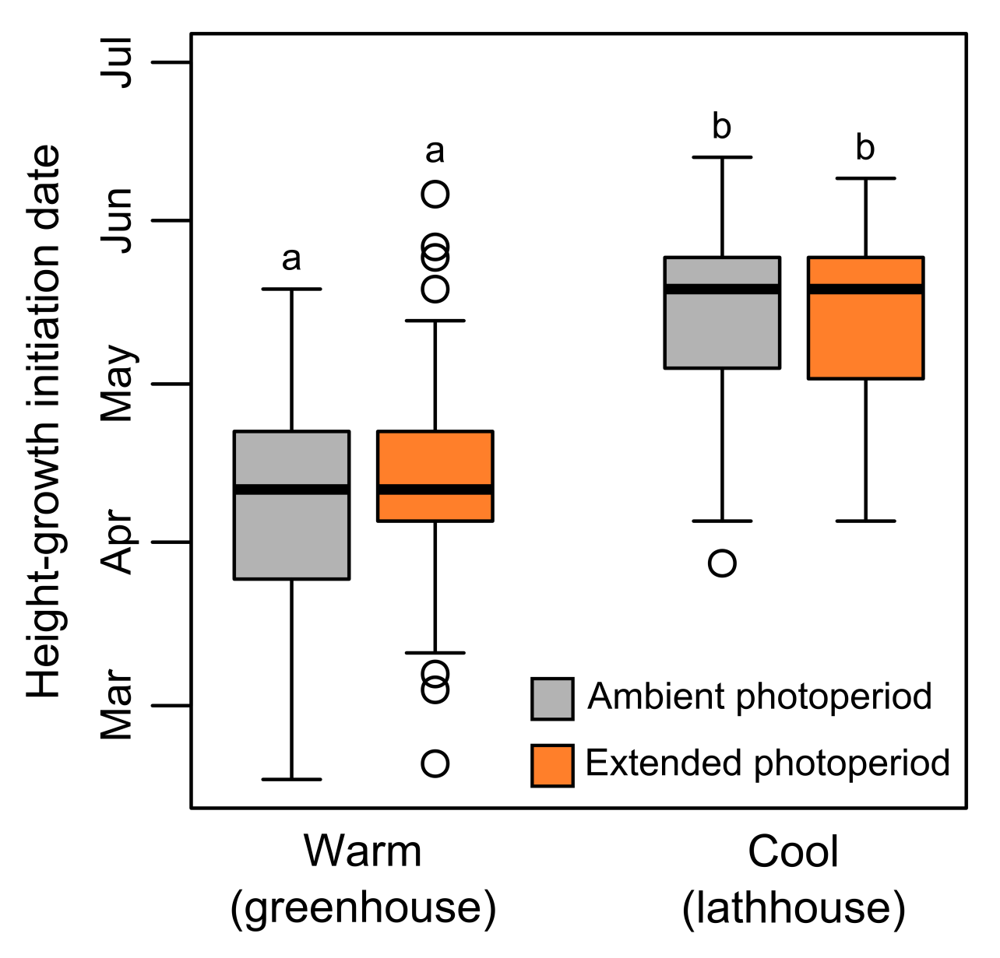 Height-growth initiation date
Jul
Jun
May
Apr
Mar
a
a
b
b
Ambient photoperiod
Extended photoperiod
Warm
(greenhouse)
Cool
(lathhouse)